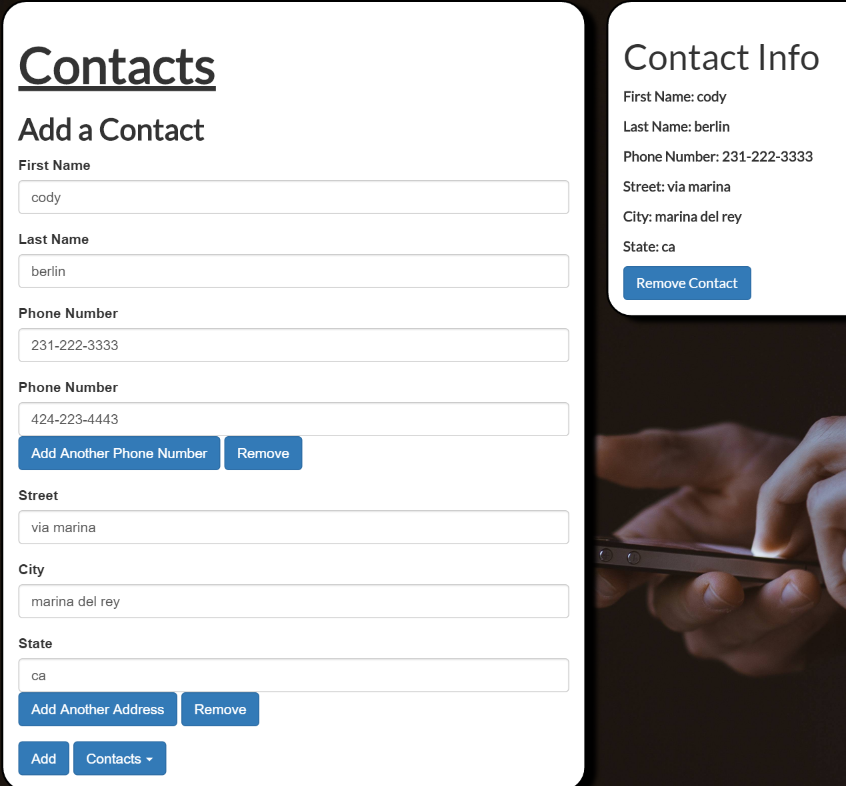 Contacts
Add a Contact
First Name
cody
Last Name
berlin
Phone Number
231-222-3333
Phone Number
424-223-4443
Add Another Phone Number
Remove
Street
via marina
City
marina del rey
State
ca
Add Another Address
Remove
Add
Contacts
Contact Info
First Name: cody
Last Name: berlin
Phone Number: 231-222-3333
Street: via marina
City: marina del rey
State: ca
Remove Contact